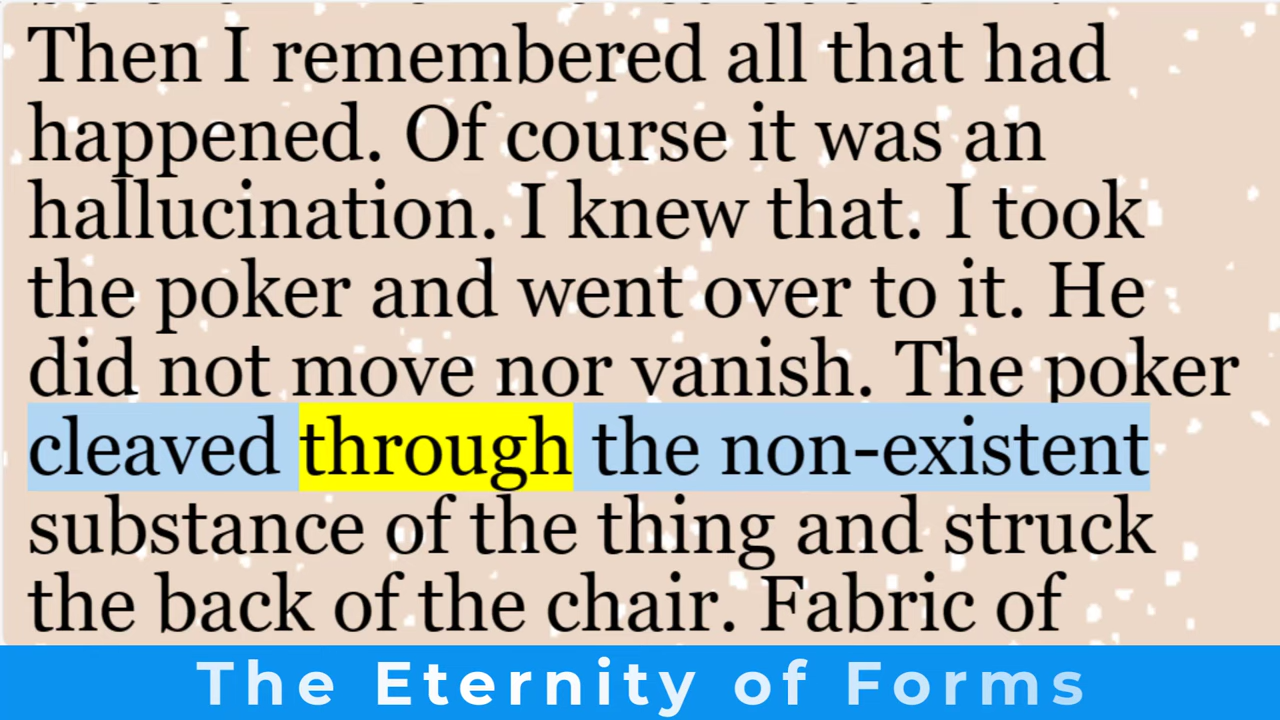 Then I remembered all that had
happened. Of course it was an
hallucination. I knew that. I took
the poker and went over to it. He
did not move nor vanish. The poker
cleaved through the non-existent
substance of the thing and struck
the back of the chair. Fabric of
The Eternity of Forms